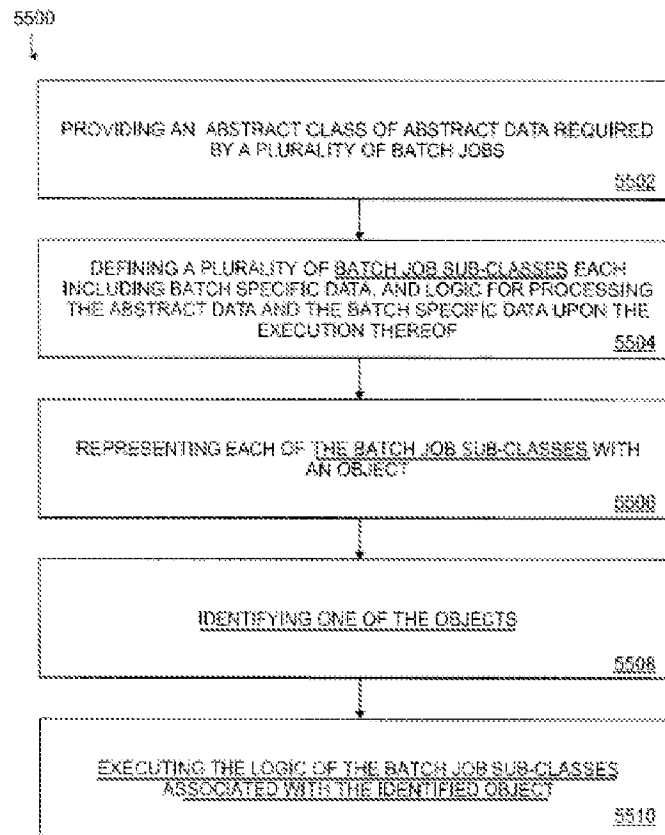 5500
PROVIDING AN ABSTRACT CLASS OF ABSTRACT DATA REQUIRED
BY A PLURALITY OF BATCH JOBS
5502
DEFINING A PLURALITY OF BATCH JOB SUB-CLASSES EACH
INCLUDING BATCH SPECIFIC DATA, AND LOGIC FOR PROCESSING
THE ABSTRACT DATA AND THE BATCH SPECIFIC DATA UPON THE
EXECUTION THEREOF
5504
REPRESENTING EACH OF THE BATCH JOB SUB-CLASSES WITH
AN OBJECT
5506
IDENTIFYING ONE OF THE OBJECTS
5508
EXECUTING THE LOGIC OF THE BATCH JOB SUB-CLASSES
ASSOCIATED WITH THE IDENTIFIED OBJECT
5510